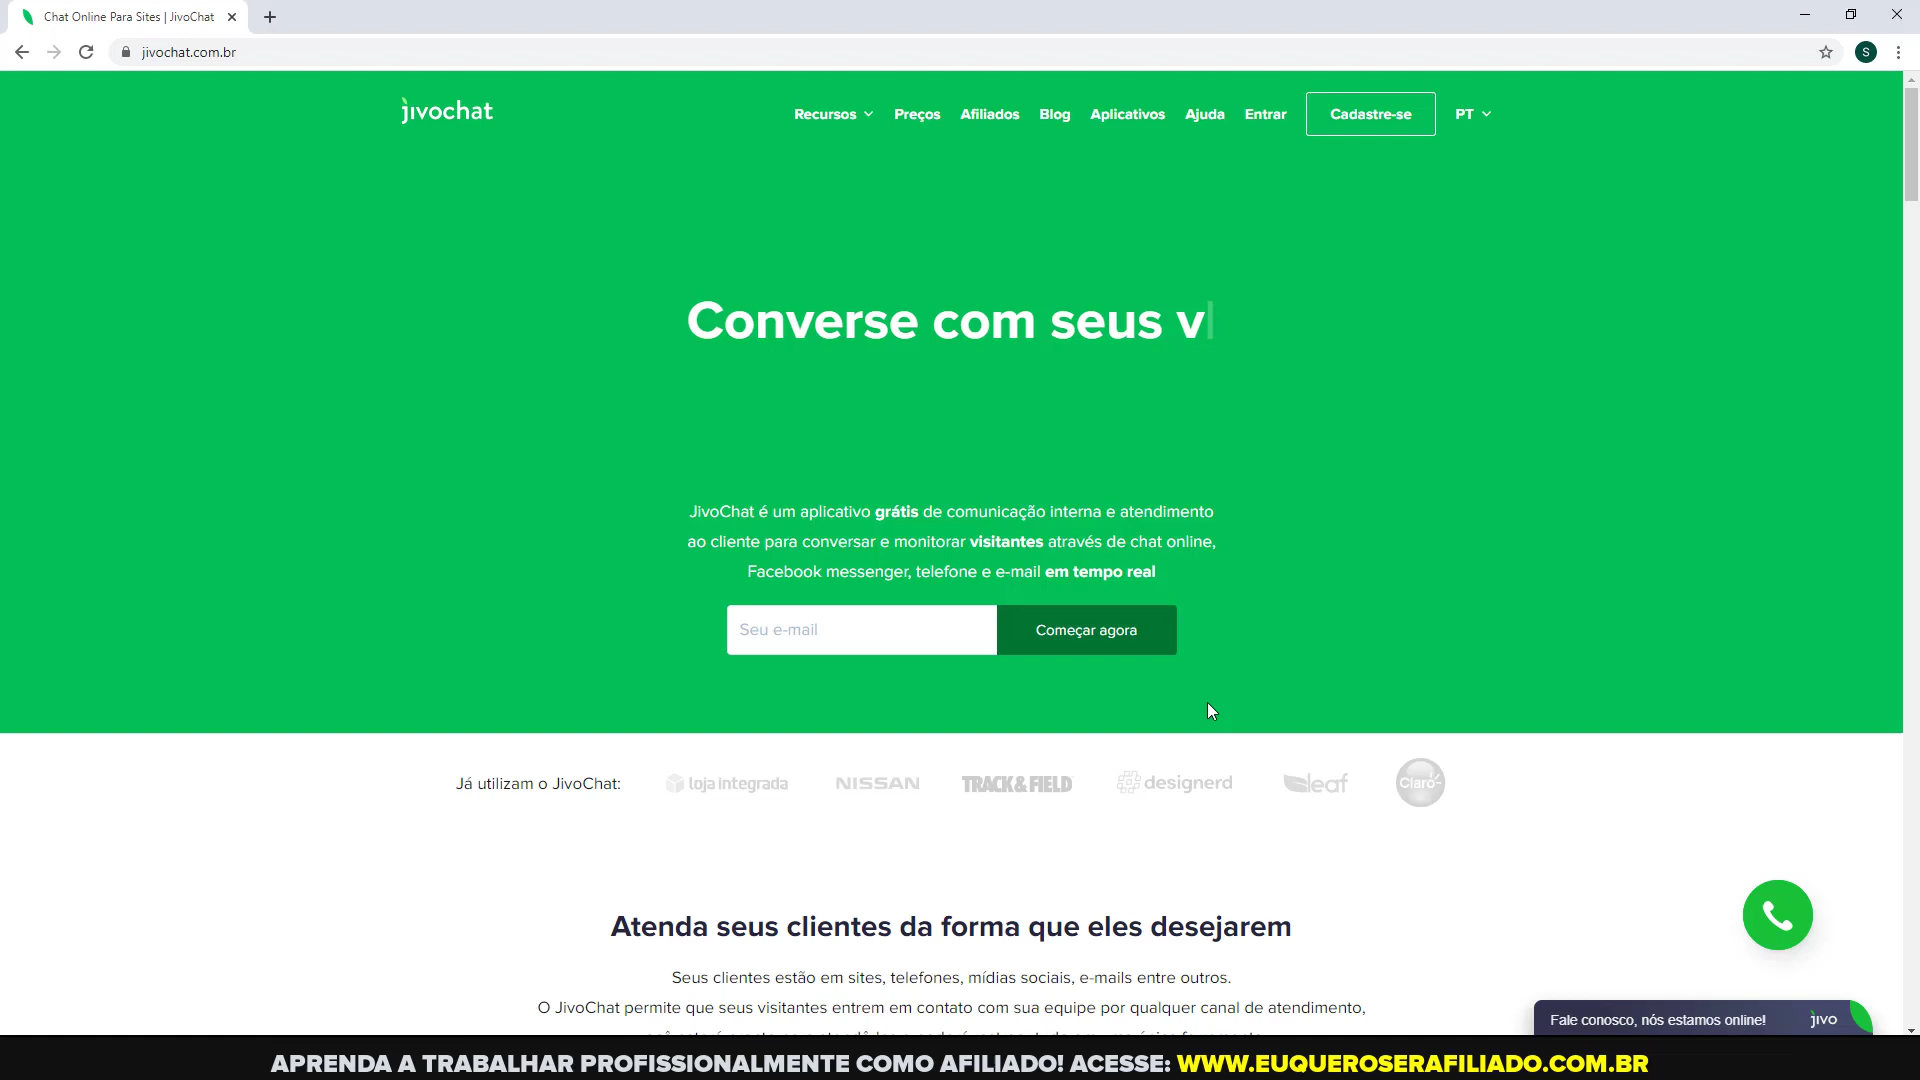 Chat Online Para Sites | JivoChat
jivochat.com.br
S
jivochat
Recursos Preços Afiliados Blog Aplicativos Ajuda Entrar Cadastre-se PT
Converse com seus v
JivoChat é um aplicativo grátis de comunicação interna e atendimento
ao cliente para conversar e monitorar visitantes através de chat online,
Facebook messenger, telefone e e-mail em tempo real
Seu e-mail Começar agora
Já utilizam o JivoChat: loja integrada NISSAN TRACK&FIELD designerd leaf Claro
Atenda seus clientes da forma que eles desejarem
Seus clientes estão em sites, telefones, mídias sociais, e-mails entre outros.
O JivoChat permite que seus visitantes entrem em contato com sua equipe por qualquer canal de atendimento,
Fale conosco, nós estamos online! jivo
APRENDA A TRABALHAR PROFISSIONALMENTE COMO AFILIADO! ACESSE: WWW.EUQUEROSERAFILIADO.COM.BR